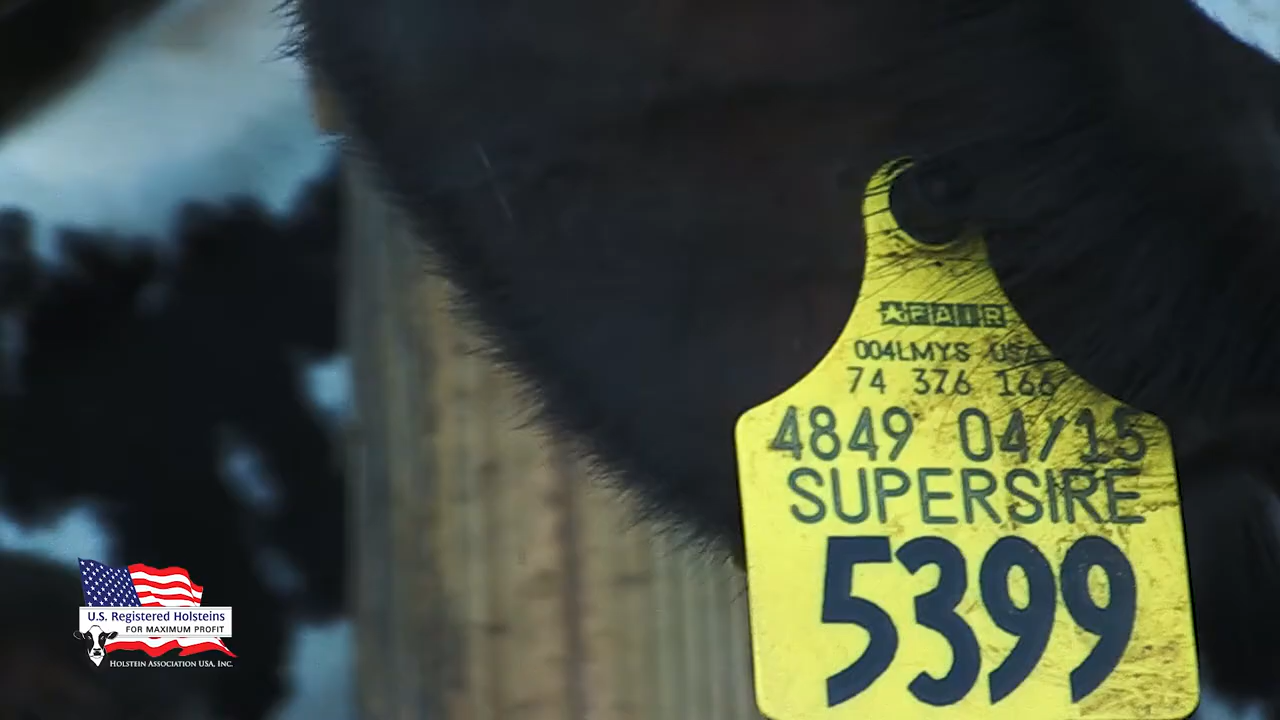 ★FAIR
004LMYS USA
74 376 166
4849 04/15
SUPERSIRE
5399
U.S. Registered Holsteins
FOR MAXIMUM PROFIT
HOLSTEIN ASSOCIATION USA, INC.